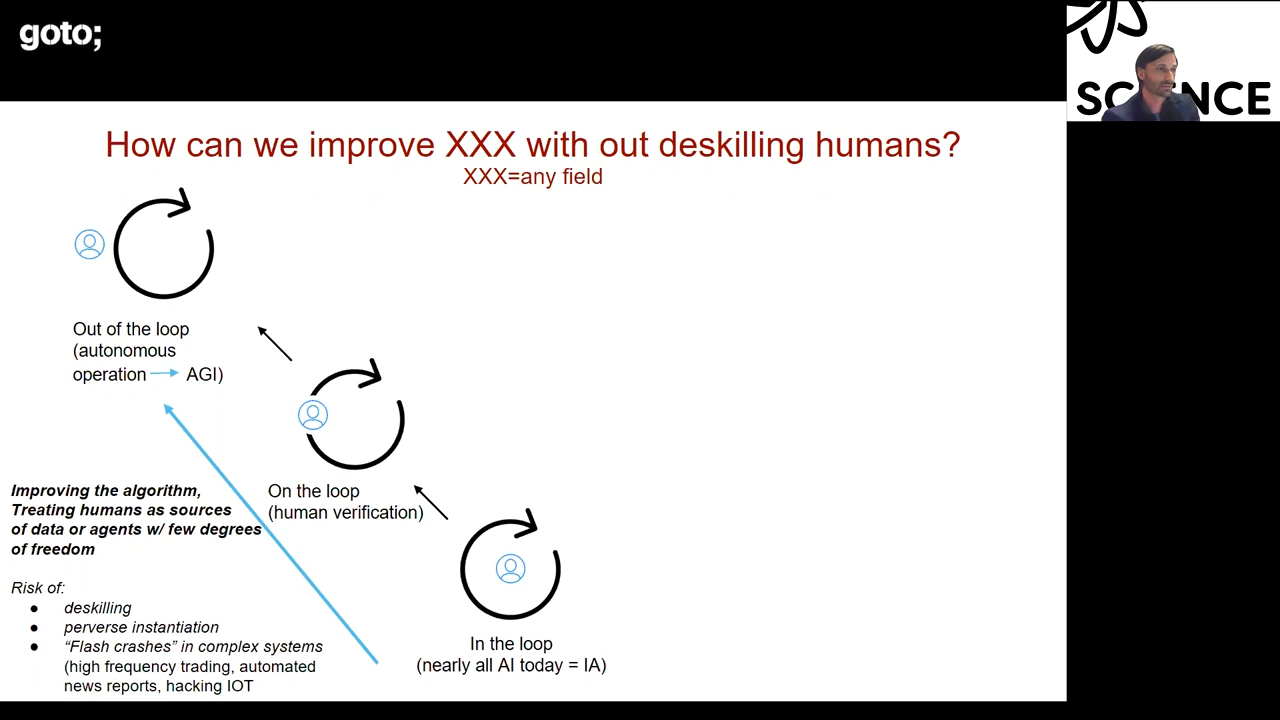 goto;
SCIENCE
How can we improve XXX with out deskilling humans?
XXX=any field
Out of the loop
(autonomous
operation → AGI)
On the loop
(human verification)
In the loop
(nearly all AI today = IA)
Improving the algorithm,
Treating humans as sources
of data or agents w/ few degrees
of freedom
Risk of:
● deskilling
● perverse instantiation
● “Flash crashes” in complex systems
(high frequency trading, automated
news reports, hacking IOT